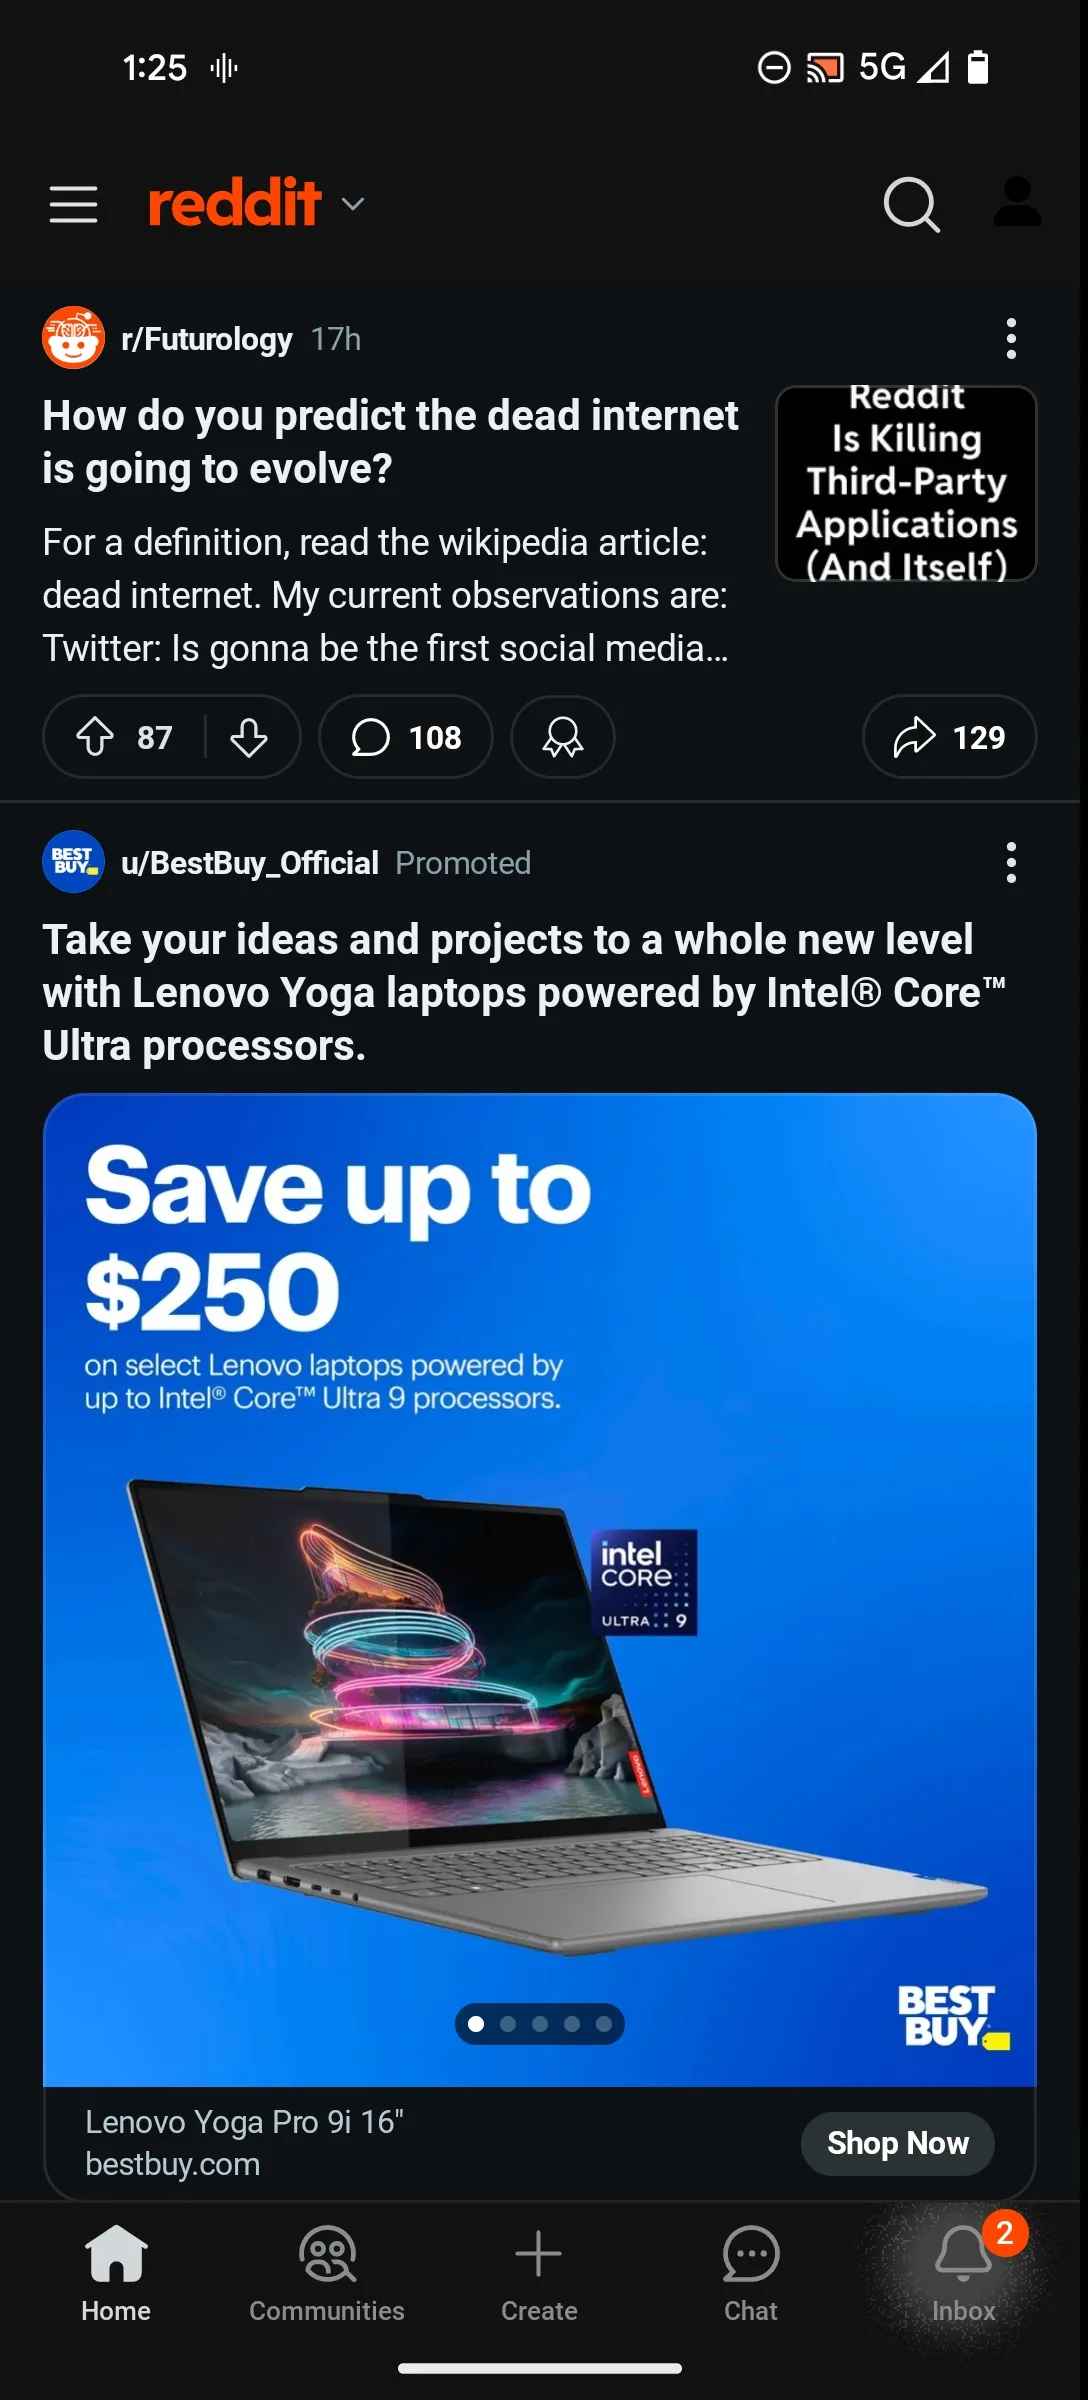 1:25
5G
reddit
r/Futurology 17h
How do you predict the dead internet
is going to evolve?
Reddit
Is Killing
Third-Party
Applications
(And Itself)
For a definition, read the wikipedia article:
dead internet. My current observations are:
Twitter: Is gonna be the first social media...
87
108
129
BEST
BUY
u/BestBuy_Official Promoted
Take your ideas and projects to a whole new level
with Lenovo Yoga laptops powered by Intel® Core™
Ultra processors.
Save up to
$250
on select Lenovo laptops powered by
up to Intel® Core™ Ultra 9 processors.
intel
CORE
ULTRA 9
Lenovo
BEST
BUY
Lenovo Yoga Pro 9i 16"
bestbuy.com
Shop Now
2
Home
Communities
Create
Chat
Inbox